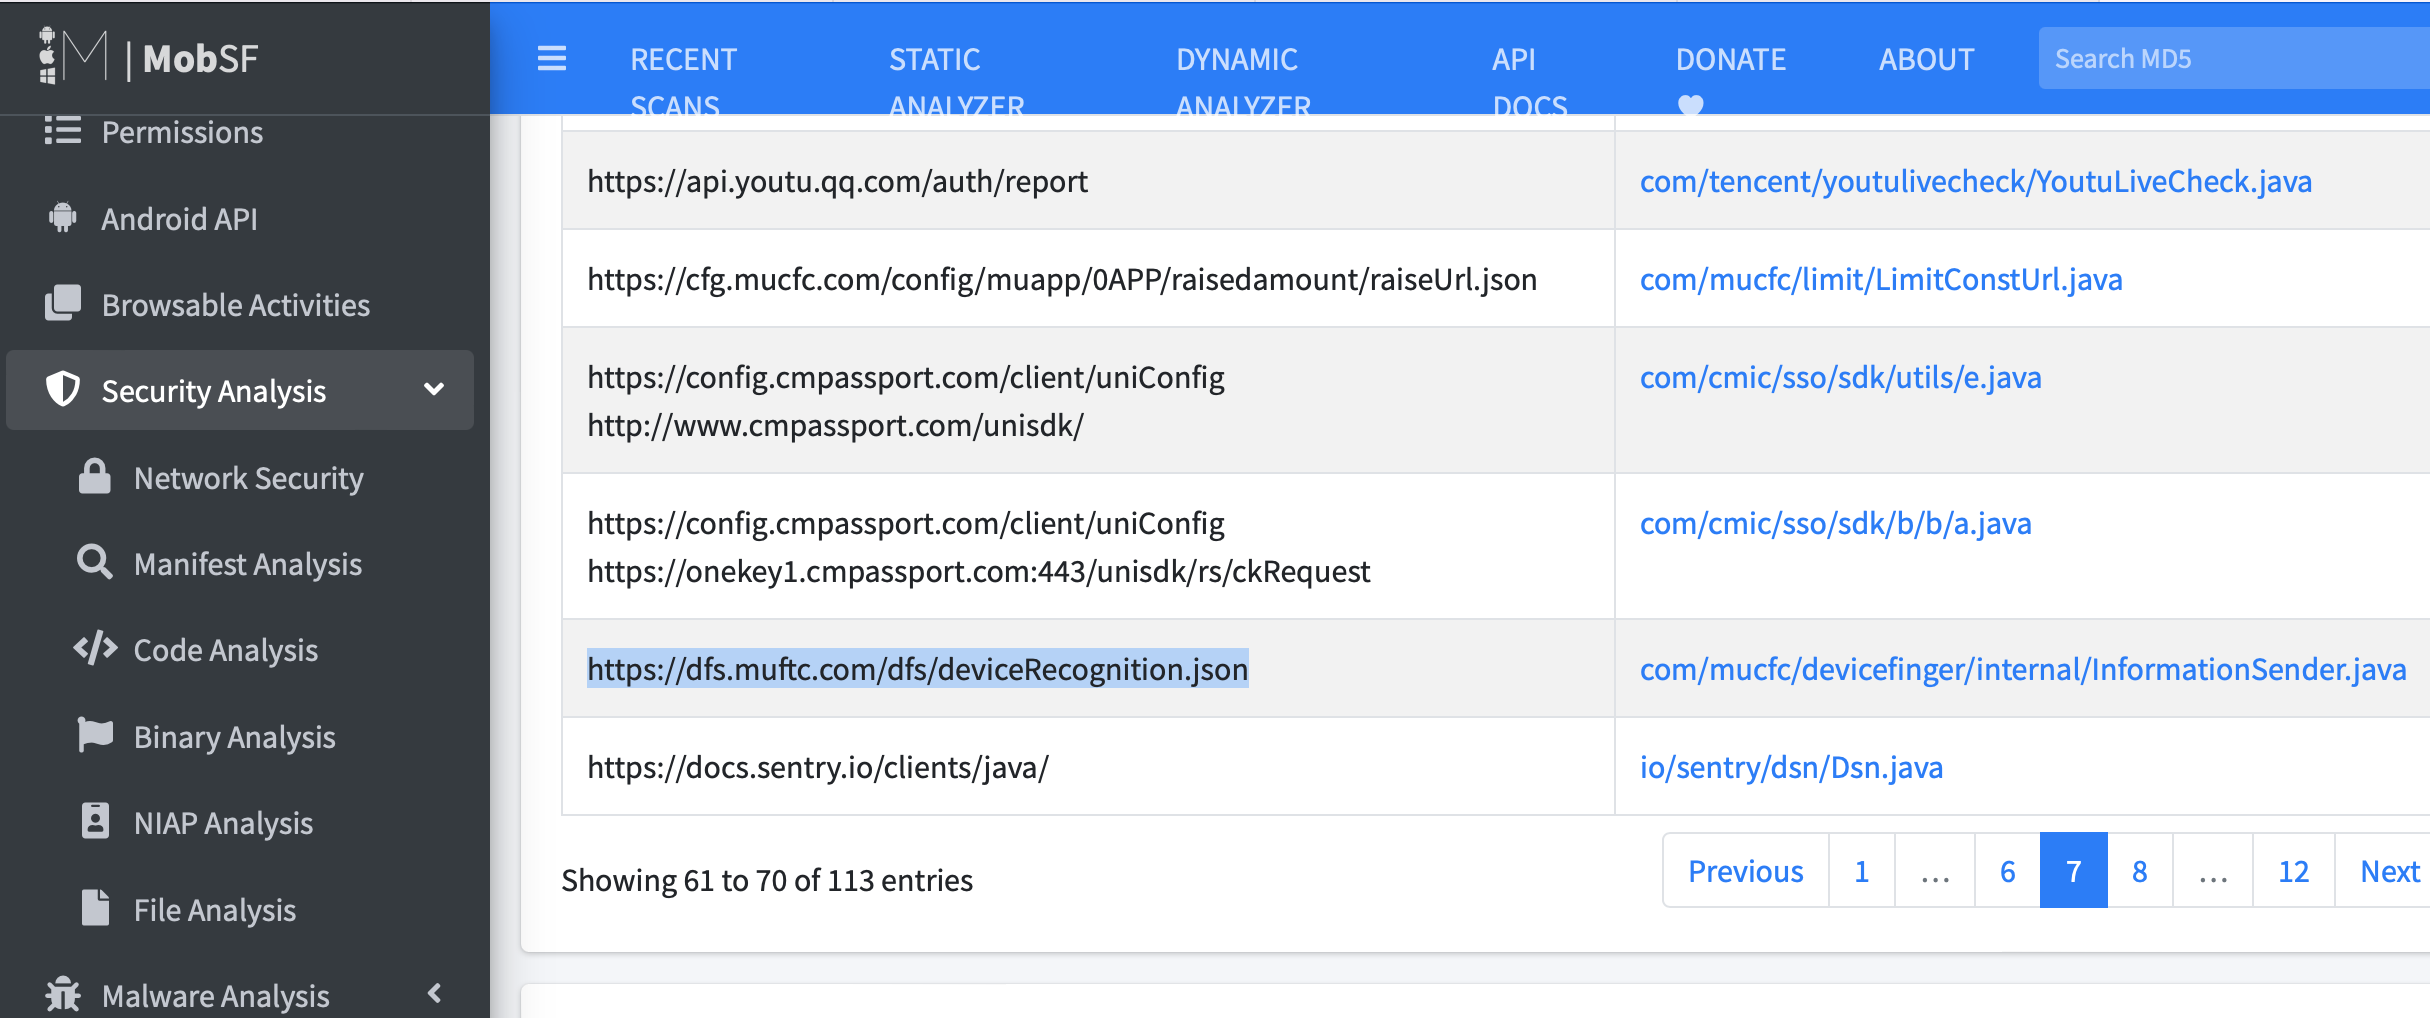 M | MobSF
RECENT SCANS
STATIC ANALYZER
DYNAMIC ANALYZER
API DOCS
DONATE
ABOUT
Search MD5
Permissions
Android API
Browsable Activities
Security Analysis
Network Security
Manifest Analysis
Code Analysis
Binary Analysis
NIAP Analysis
File Analysis
Malware Analysis
https://api.youtu.qq.com/auth/report
com/tencent/youtulivecheck/YoutuLiveCheck.java
https://cfg.mucfc.com/config/muapp/0APP/raisedamount/raiseUrl.json
com/mucfc/limit/LimitConstUrl.java
https://config.cmpassport.com/client/uniConfig
http://www.cmpassport.com/unisdk/
com/cmic/sso/sdk/utils/e.java
https://config.cmpassport.com/client/uniConfig
https://onekey1.cmpassport.com:443/unisdk/rs/ckRequest
com/cmic/sso/sdk/b/b/a.java
https://dfs.muftc.com/dfs/deviceRecognition.json
com/mucfc/devicefinger/internal/InformationSender.java
https://docs.sentry.io/clients/java/
io/sentry/dsn/Dsn.java
Showing 61 to 70 of 113 entries
Previous 1 … 6 7 8 … 12 Next